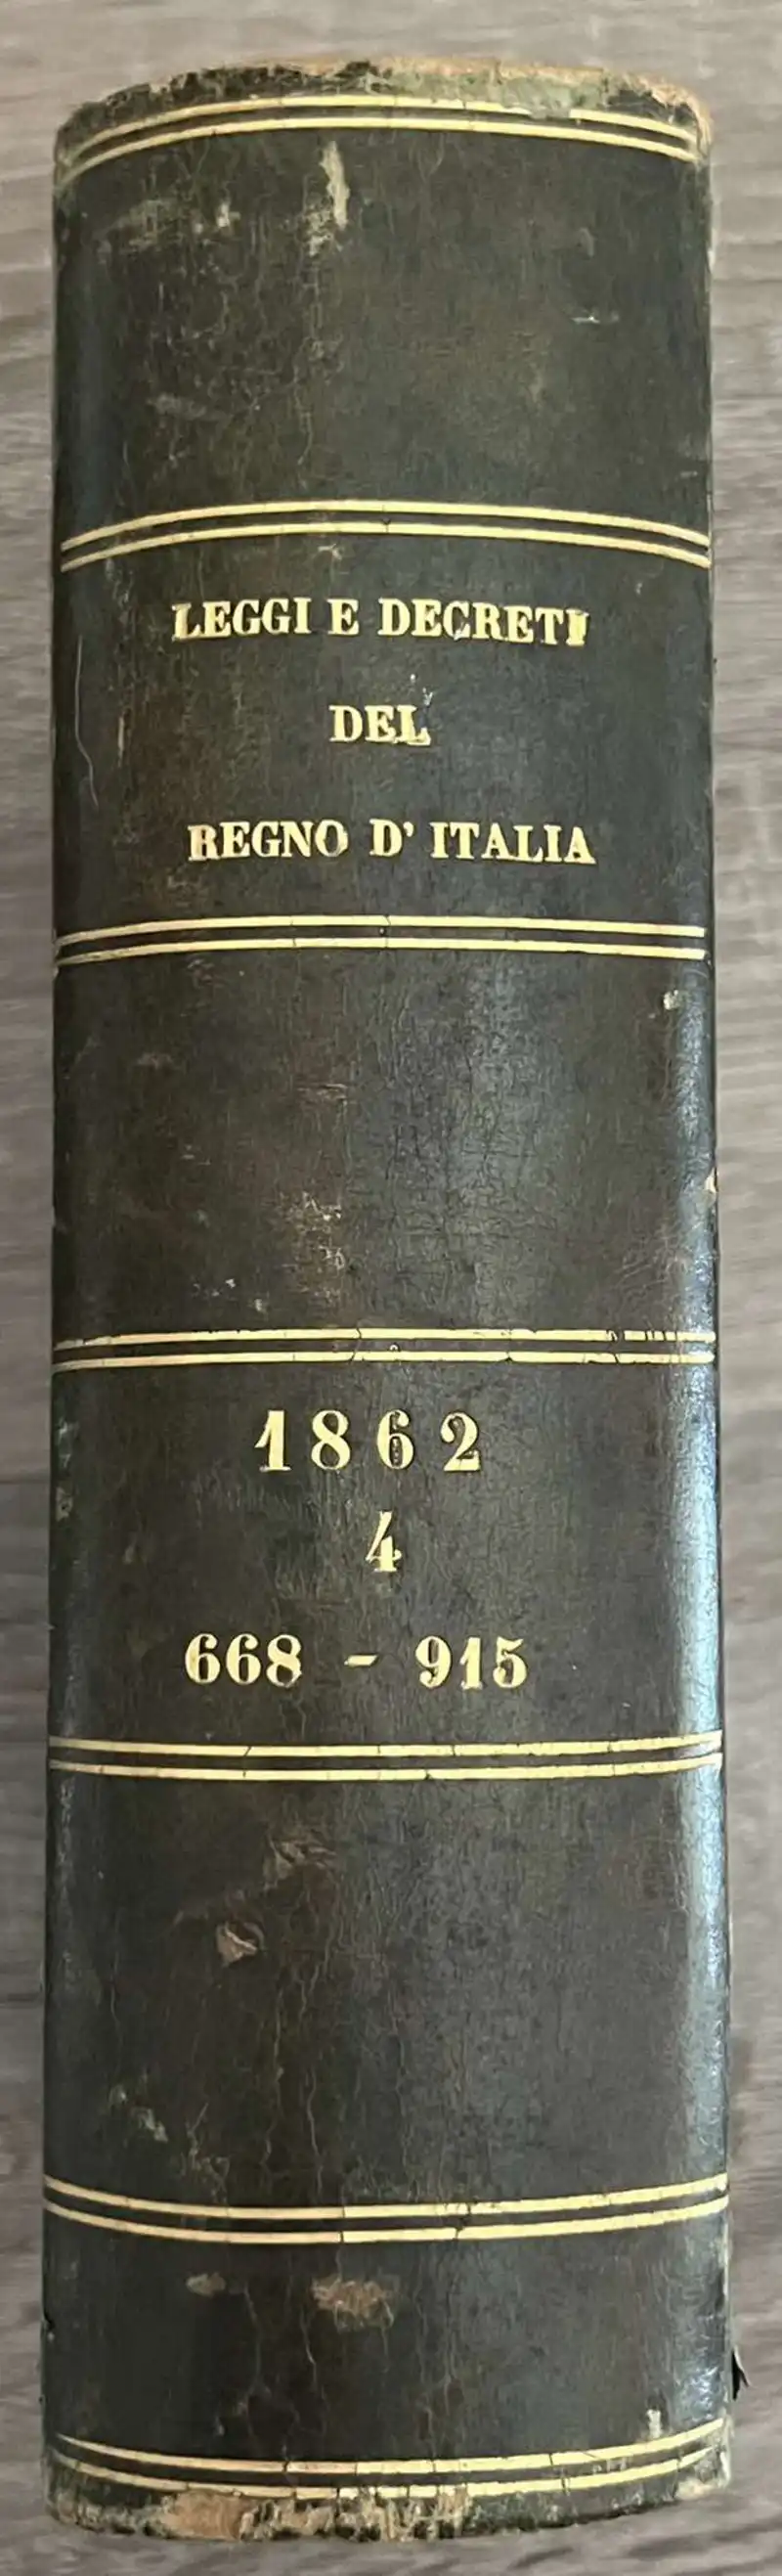 LEGGI E DECRETI
DEL
REGNO D' ITALIA
1862
4
668 - 915